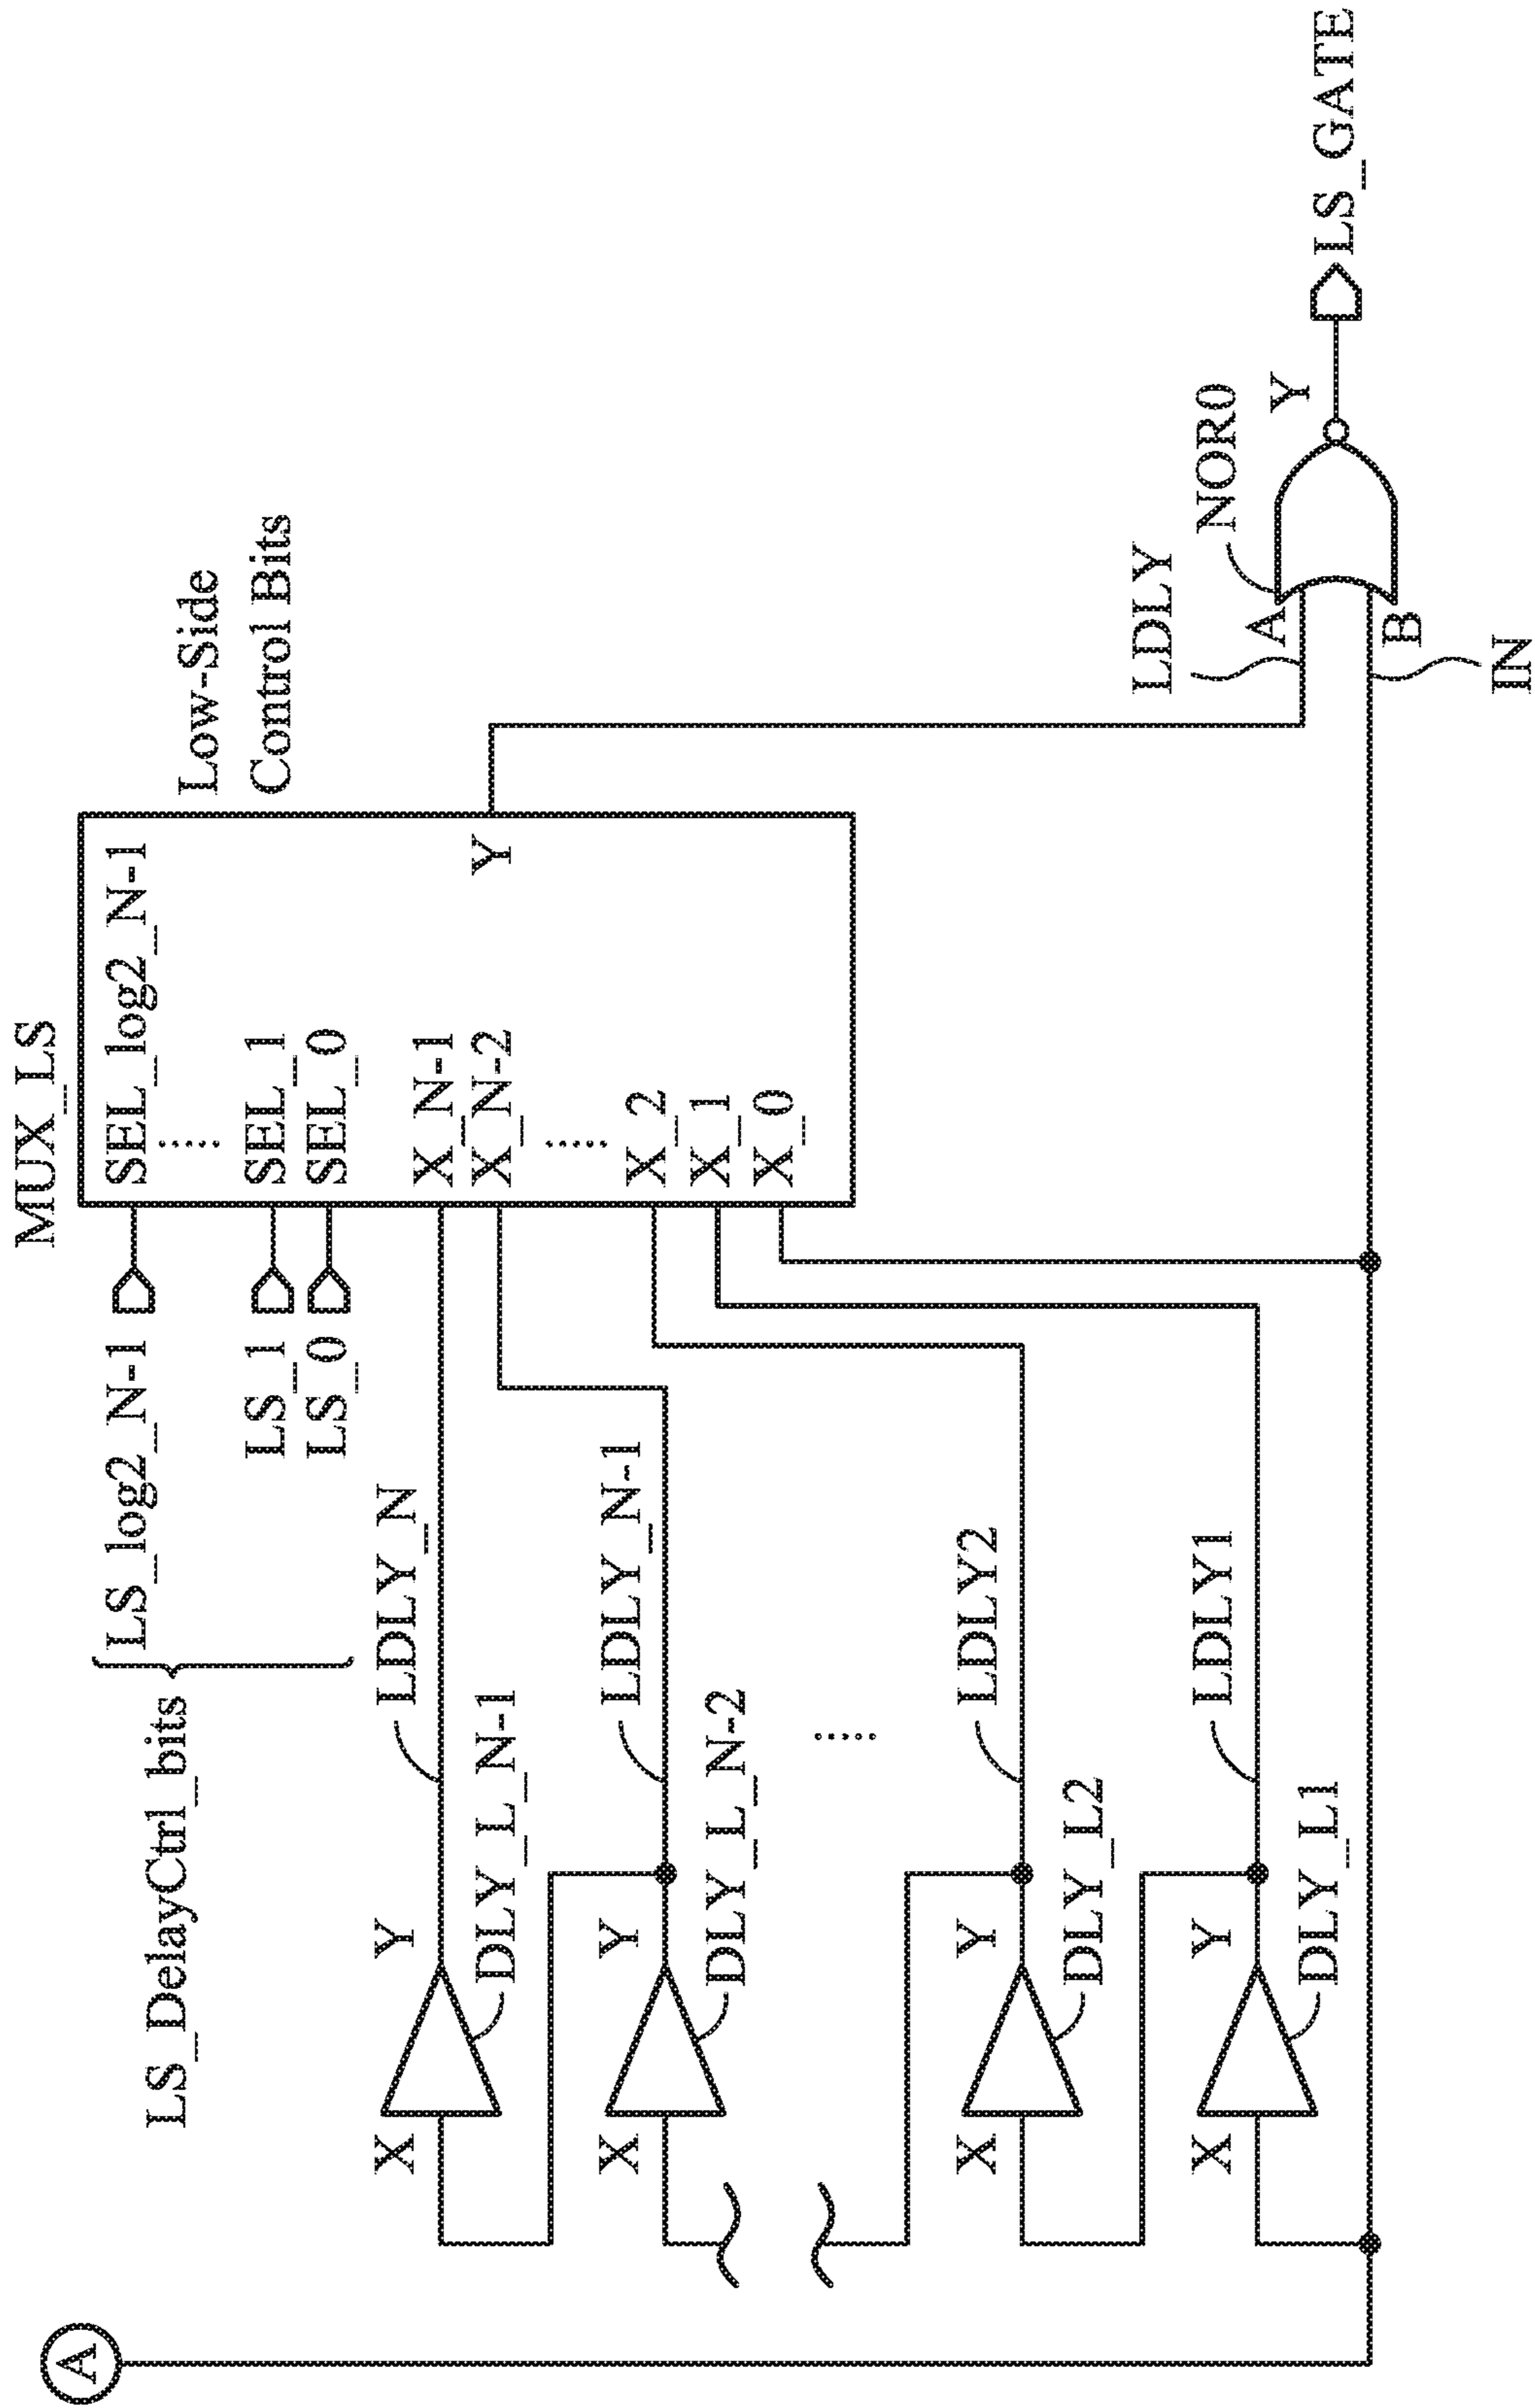 MUX_LS
Low-Side
Control Bits
LS_DelayCtrl_bits
LS_log2_N-1
LS_1
LS_0
SEL_log2_N-1
SEL_1
SEL_0
X_N-1
X_N-2
X_2
X_1
X_0
Y
X
Y
LDLY_N
DLY_L_N-1
X
Y
LDLY_N-1
DLY_L_N-2
X
Y
LDLY2
DLY_L2
X
Y
LDLY1
DLY_L1
A
LDLY
NOR0
A
B
Y
LS_GATE
IN